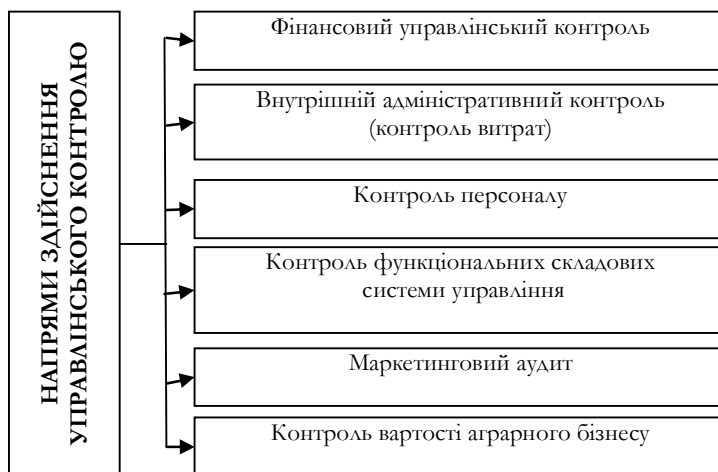 НАПРЯМИ ЗДІЙСНЕННЯ
УПРАВЛІНСЬКОГО КОНТРОЛЮ
Фінансовий управлінський контроль
Внутрішній адміністративний контроль
(контроль витрат)
Контроль персоналу
Контроль функціональних складових
системи управління
Маркетинговий аудит
Контроль вартості аграрного бізнесу